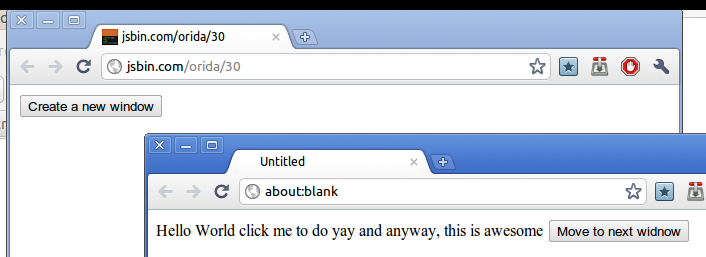 jsbin.com/orida/30
jsbin.com/orida/30
Create a new window
Untitled
about:blank
Hello World click me to do yay and anyway, this is awesome Move to next widnow